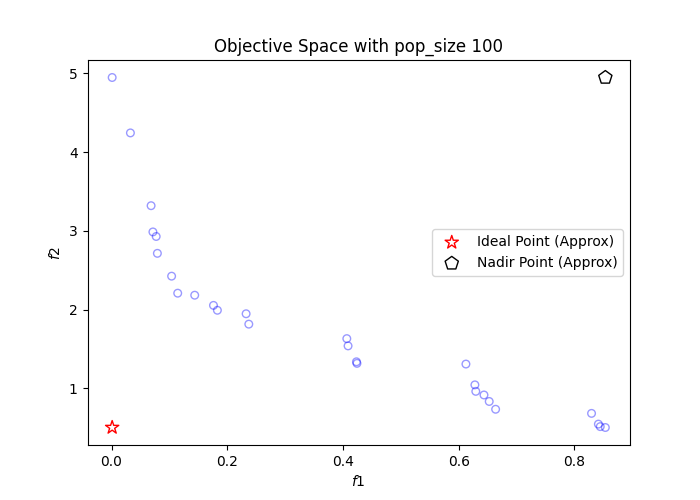 Objective Space with pop_size 100
5
4
3
2
1
f2
Ideal Point (Approx)
Nadir Point (Approx)
0.0 0.2 0.4 0.6 0.8
f1